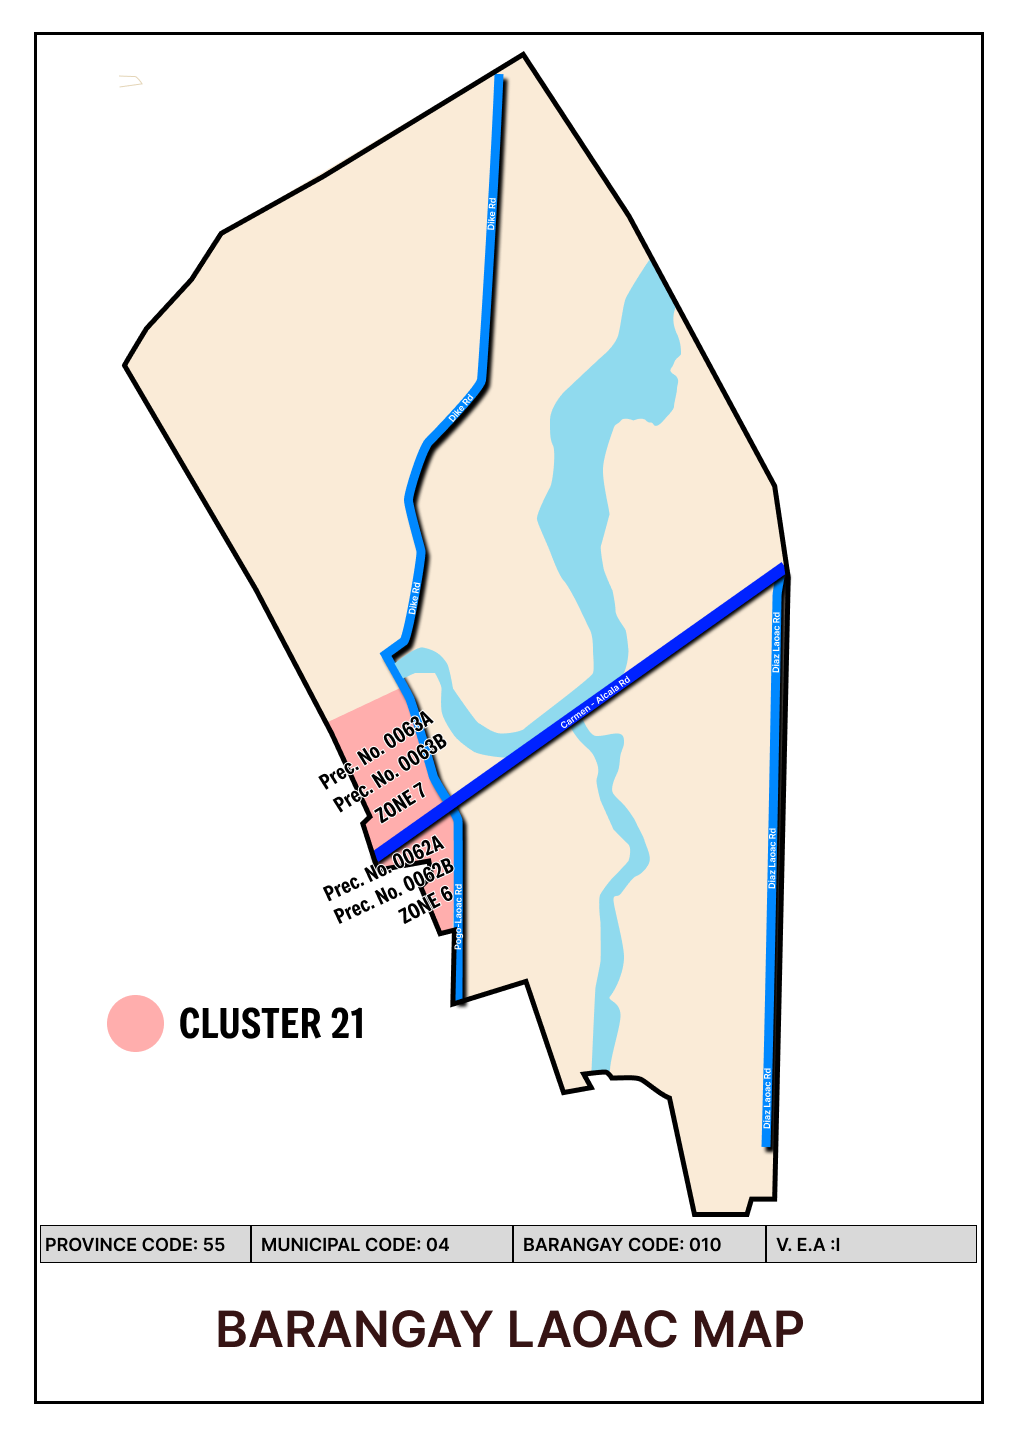 Dike Rd
Dike Rd
Dike Rd
Carmen - Alcala Rd
Diaz Laoac Rd
Prec. No. 0063A
Prec. No. 0063B
ZONE 7
Prec. No. 0062A
Prec. No. 0062B
ZONE 6
Pogo-Laoac Rd
Diaz Laoac Rd
Diaz Laoac Rd
CLUSTER 21
PROVINCE CODE: 55
MUNICIPAL CODE: 04
BARANGAY CODE: 010
V. E.A :I
BARANGAY LAOAC MAP